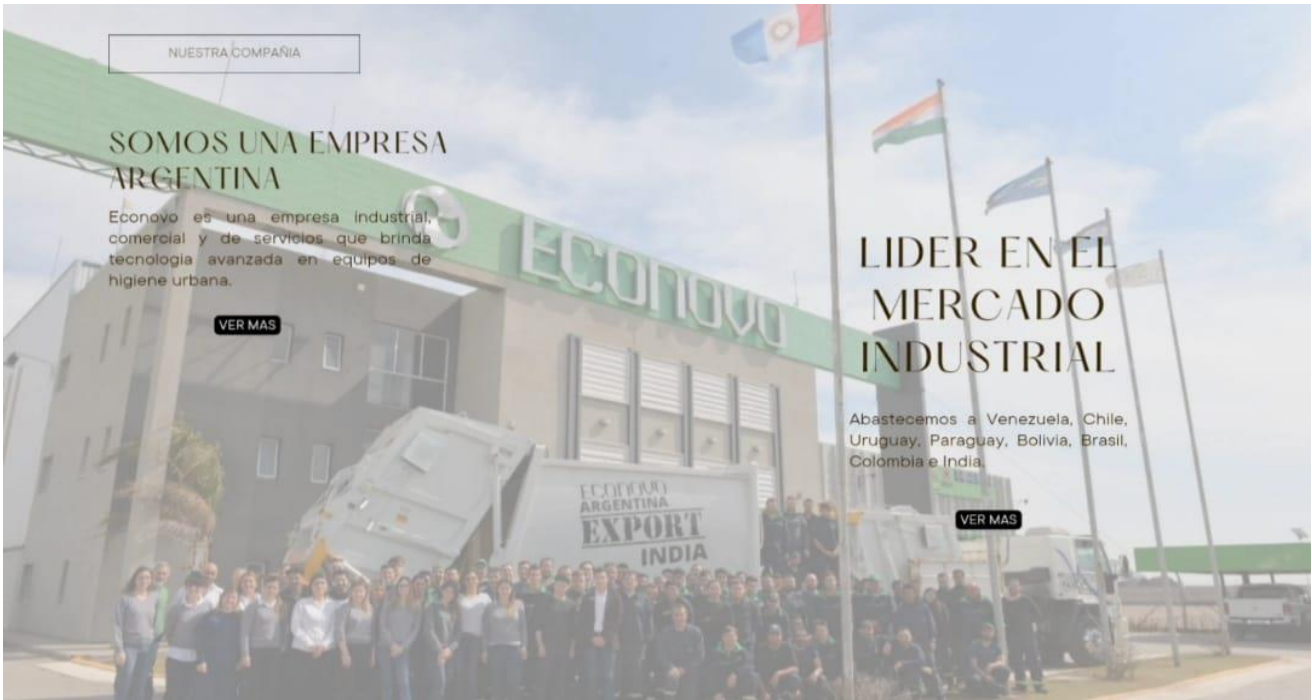 NUESTRA COMPAÑIA
SOMOS UNA EMPRESA
ARGENTINA
Econovo es una empresa industrial,
comercial y de servicios que brinda
tecnologia avanzada en equipos de
higiene urbana.
VER MAS
ECONOVO
LIDER EN EL
MERCADO
INDUSTRIAL
Abastecemos a Venezuela, Chile,
Uruguay, Paraguay, Bolivia, Brasil,
Colombia e India.
VER MAS
ECONOVO
ARGENTINA
EXPORT
INDIA